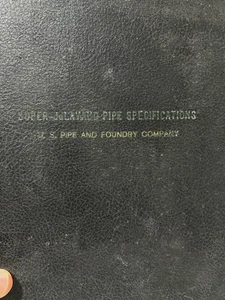 SUPER-DeLAVAUD PIPE SPECIFICATIONS
U. S. PIPE AND FOUNDRY COMPANY